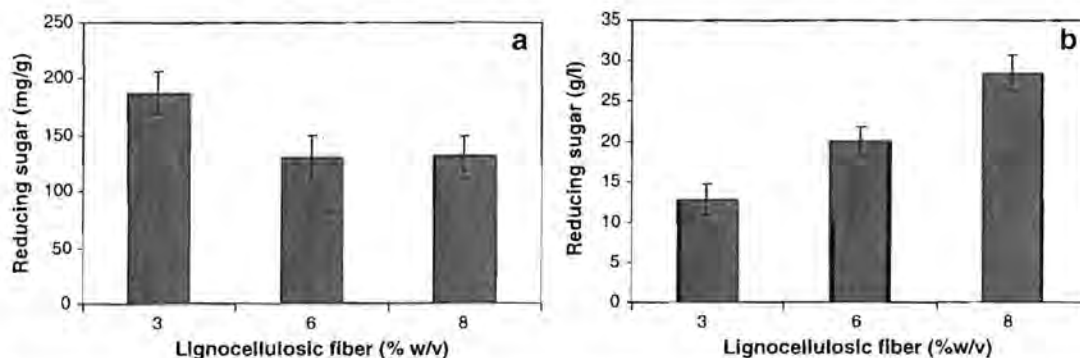 a
Reducing sugar (mg/g)
250
200
150
100
50
0
3 6 8
Lignocellulosic fiber (% w/v)
b
Reducing sugar (g/l)
35
30
25
20
15
10
5
0
3 6 8
Lignocellulosic fiber (%w/v)